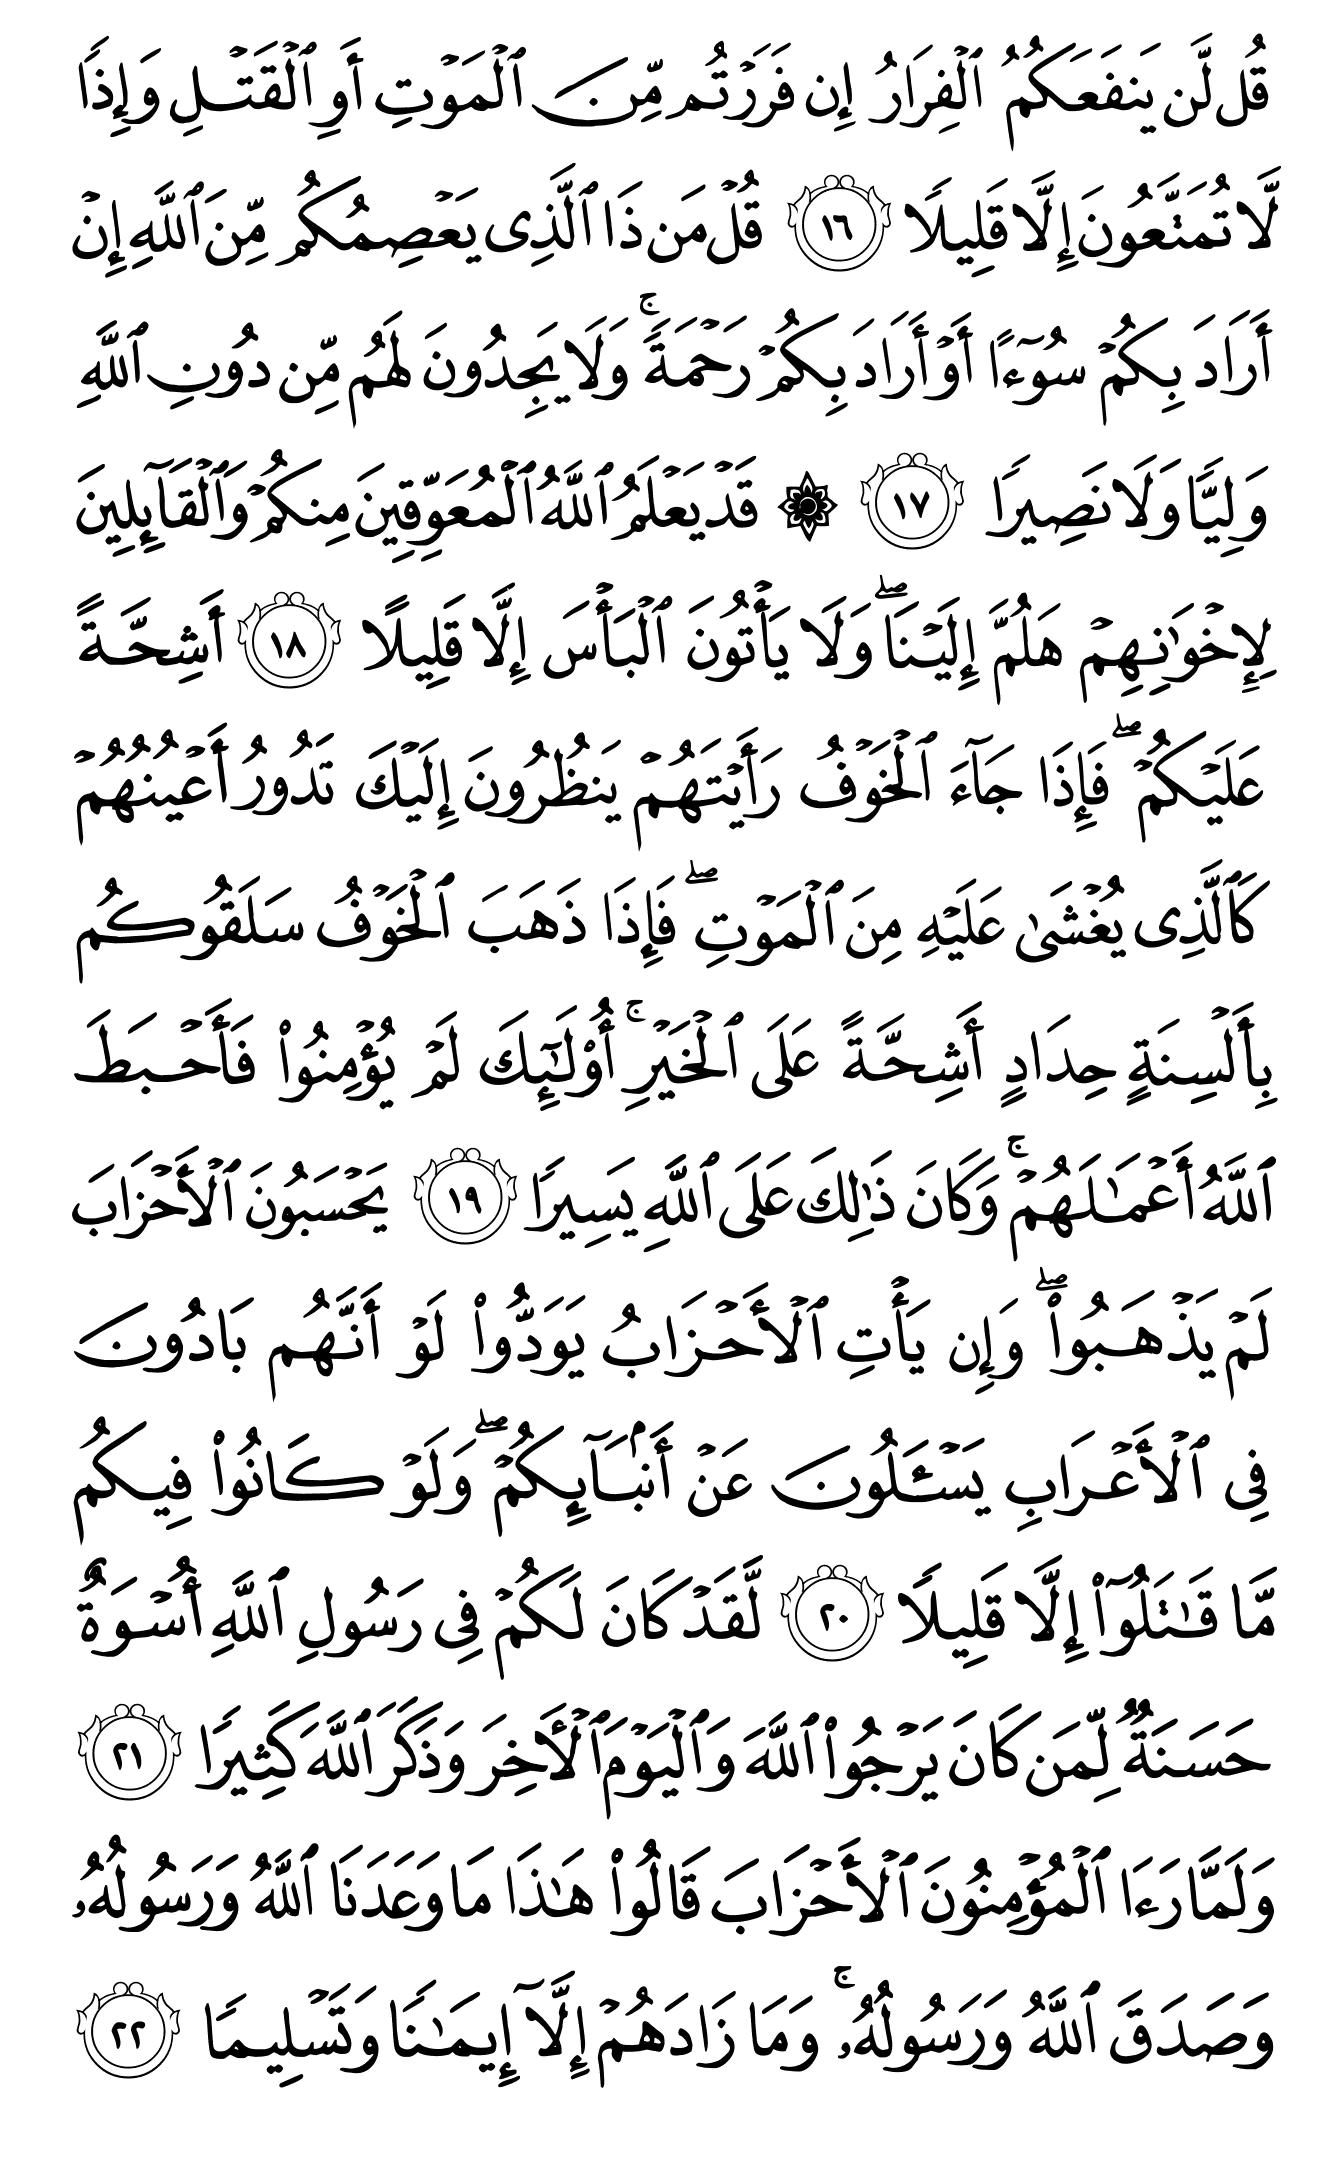 قُل لَّن يَنفَعَكُمُ ٱلۡفِرَارُ إِن فَرَرۡتُم مِّنَ ٱلۡمَوۡتِ أَوِ ٱلۡقَتۡلِ وَإِذٗا
لَّا تُمَتَّعُونَ إِلَّا قَلِيلٗا ١٦ قُلۡ مَن ذَا ٱلَّذِي يَعۡصِمُكُم مِّنَ ٱللَّهِ إِنۡ
أَرَادَ بِكُمۡ سُوٓءًا أَوۡ أَرَادَ بِكُمۡ رَحۡمَةٗۚ وَلَا يَجِدُونَ لَهُم مِّن دُونِ ٱللَّهِ
وَلِيّٗا وَلَا نَصِيرٗا ١٧ ۞ قَدۡ يَعۡلَمُ ٱللَّهُ ٱلۡمُعَوِّقِينَ مِنكُمۡ وَٱلۡقَآئِلِينَ
لِإِخۡوَٰنِهِمۡ هَلُمَّ إِلَيۡنَاۖ وَلَا يَأۡتُونَ ٱلۡبَأۡسَ إِلَّا قَلِيلًا ١٨ أَشِحَّةً
عَلَيۡكُمۡۖ فَإِذَا جَآءَ ٱلۡخَوۡفُ رَأَيۡتَهُمۡ يَنظُرُونَ إِلَيۡكَ تَدُورُ أَعۡيُنُهُمۡ
كَٱلَّذِي يُغۡشَىٰ عَلَيۡهِ مِنَ ٱلۡمَوۡتِۖ فَإِذَا ذَهَبَ ٱلۡخَوۡفُ سَلَقُوكُم
بِأَلۡسِنَةٍ حِدَادٍ أَشِحَّةً عَلَى ٱلۡخَيۡرِۚ أُوْلَٰٓئِكَ لَمۡ يُؤۡمِنُواْ فَأَحۡبَطَ
ٱللَّهُ أَعۡمَٰلَهُمۡۚ وَكَانَ ذَٰلِكَ عَلَى ٱللَّهِ يَسِيرٗا ١٩ يَحۡسَبُونَ ٱلۡأَحۡزَابَ
لَمۡ يَذۡهَبُواْۖ وَإِن يَأۡتِ ٱلۡأَحۡزَابُ يَوَدُّواْ لَوۡ أَنَّهُم بَادُونَ
فِي ٱلۡأَعۡرَابِ يَسۡـَٔلُونَ عَنۡ أَنۢبَآئِكُمۡۖ وَلَوۡ كَانُواْ فِيكُم
مَّا قَٰتَلُوٓاْ إِلَّا قَلِيلٗا ٢٠ لَّقَدۡ كَانَ لَكُمۡ فِي رَسُولِ ٱللَّهِ أُسۡوَةٌ
حَسَنَةٞ لِّمَن كَانَ يَرۡجُواْ ٱللَّهَ وَٱلۡيَوۡمَ ٱلۡأٓخِرَ وَذَكَرَ ٱللَّهَ كَثِيرٗا ٢١
وَلَمَّا رَءَا ٱلۡمُؤۡمِنُونَ ٱلۡأَحۡزَابَ قَالُواْ هَٰذَا مَا وَعَدَنَا ٱللَّهُ وَرَسُولُهُۥ
وَصَدَقَ ٱللَّهُ وَرَسُولُهُۥۚ وَمَا زَادَهُمۡ إِلَّآ إِيمَٰنٗا وَتَسۡلِيمٗا ٢٢